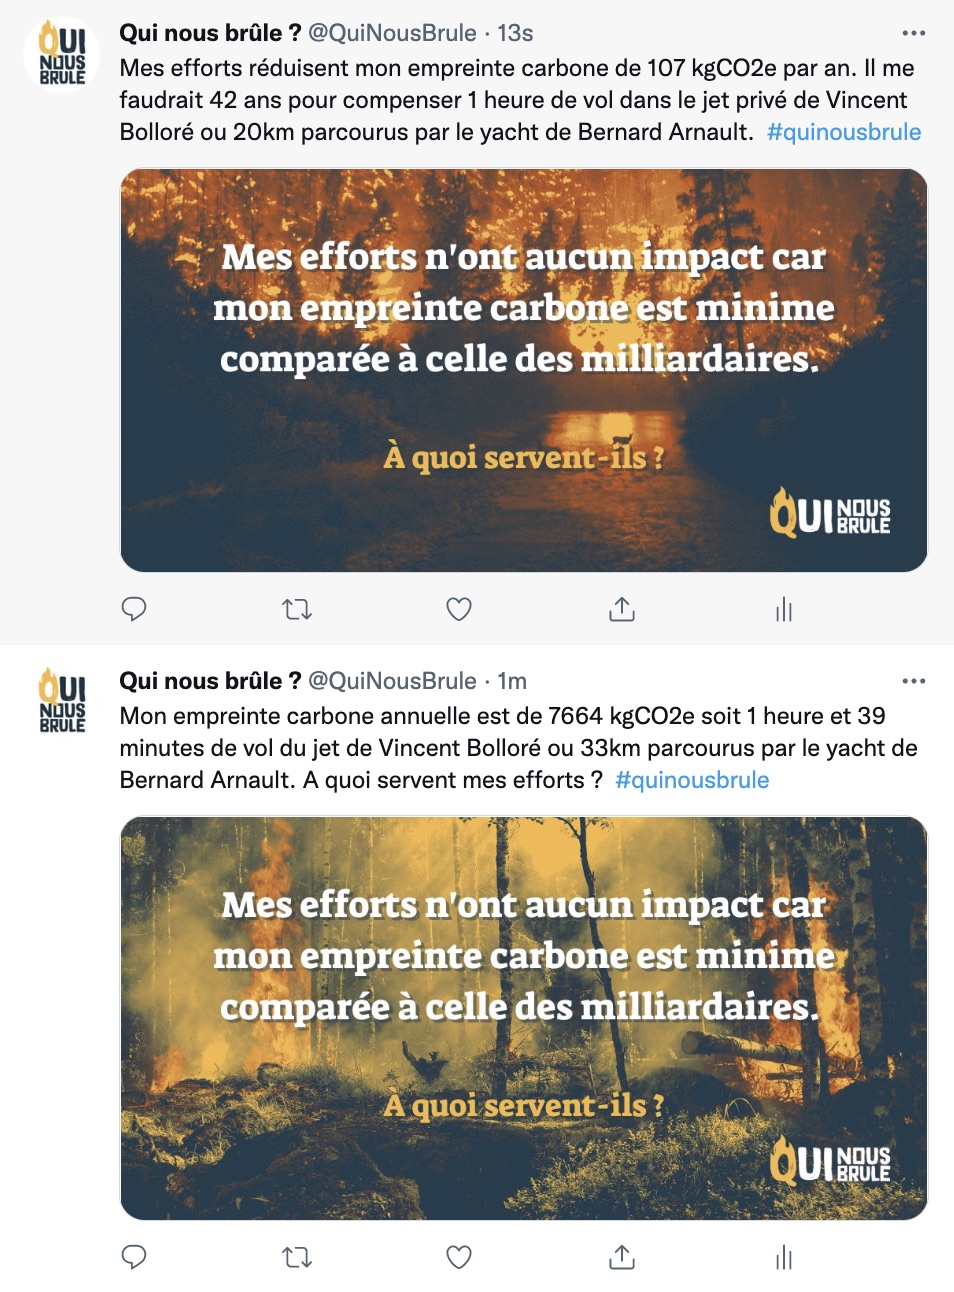 QUI
NOUS
BRULE
Qui nous brûle ? @QuiNousBrule · 13s
Mes efforts réduisent mon empreinte carbone de 107 kgCO2e par an. Il me
faudrait 42 ans pour compenser 1 heure de vol dans le jet privé de Vincent
Bolloré ou 20km parcourus par le yacht de Bernard Arnault. #quinousbrule
Mes efforts n'ont aucun impact car
mon empreinte carbone est minime
comparée à celle des milliardaires.
À quoi servent-ils ?
QUI NOUS
BRULE
QUI
NOUS
BRULE
Qui nous brûle ? @QuiNousBrule · 1m
Mon empreinte carbone annuelle est de 7664 kgCO2e soit 1 heure et 39
minutes de vol du jet de Vincent Bolloré ou 33km parcourus par le yacht de
Bernard Arnault. A quoi servent mes efforts ? #quinousbrule
Mes efforts n'ont aucun impact car
mon empreinte carbone est minime
comparée à celle des milliardaires.
À quoi servent-ils ?
QUI NOUS
BRULE